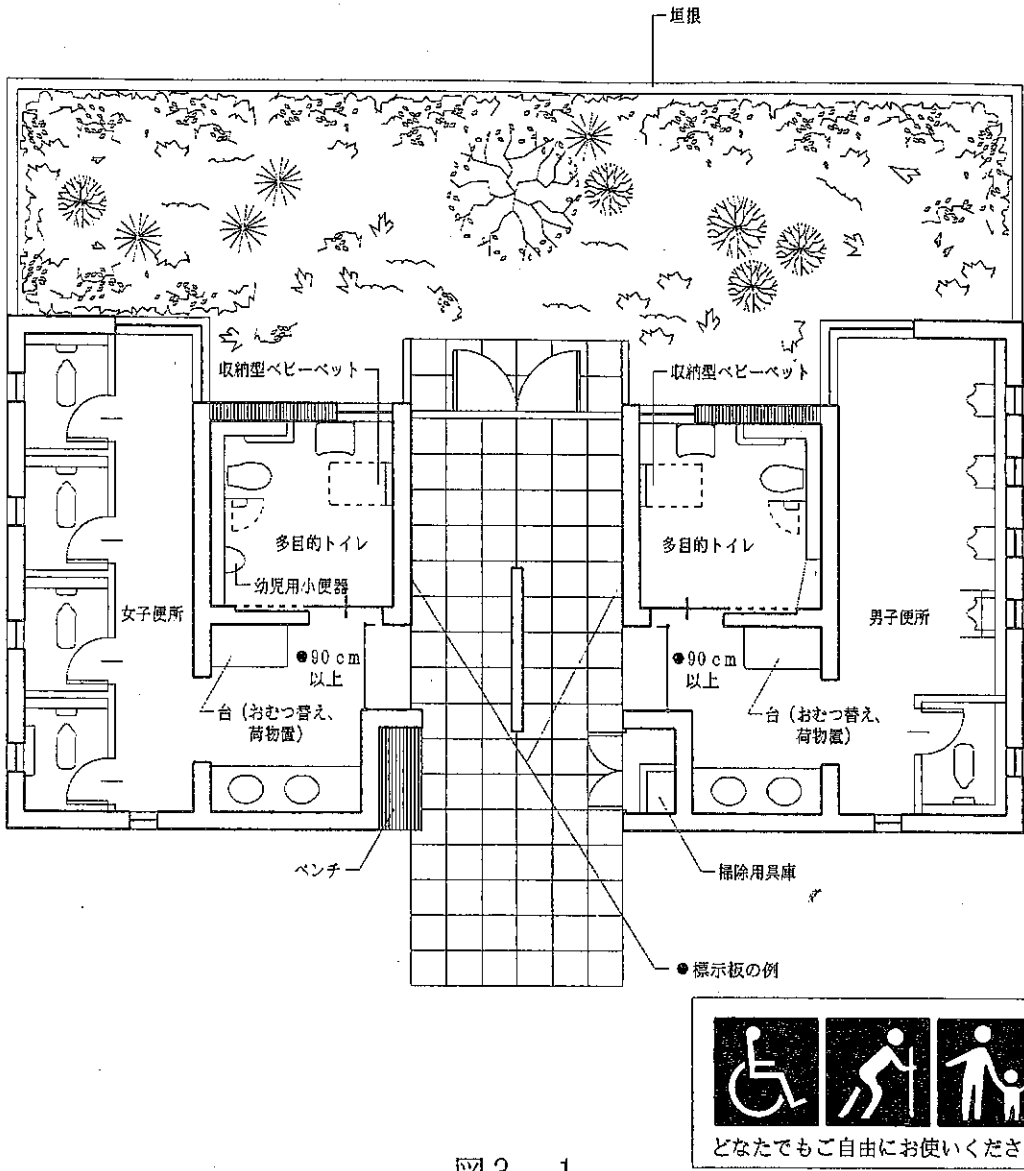 垣根
収納型ベビーベット
収納型ベビーベット
多目的トイレ
多目的トイレ
幼児用小便器
女子便所
男子便所
●90cm
以上
●90cm
以上
台（おむつ替え、
荷物置）
台（おむつ替え、
荷物置）
ベンチ
掃除用具庫
●標示板の例
どなたでもご自由にお使いくださ